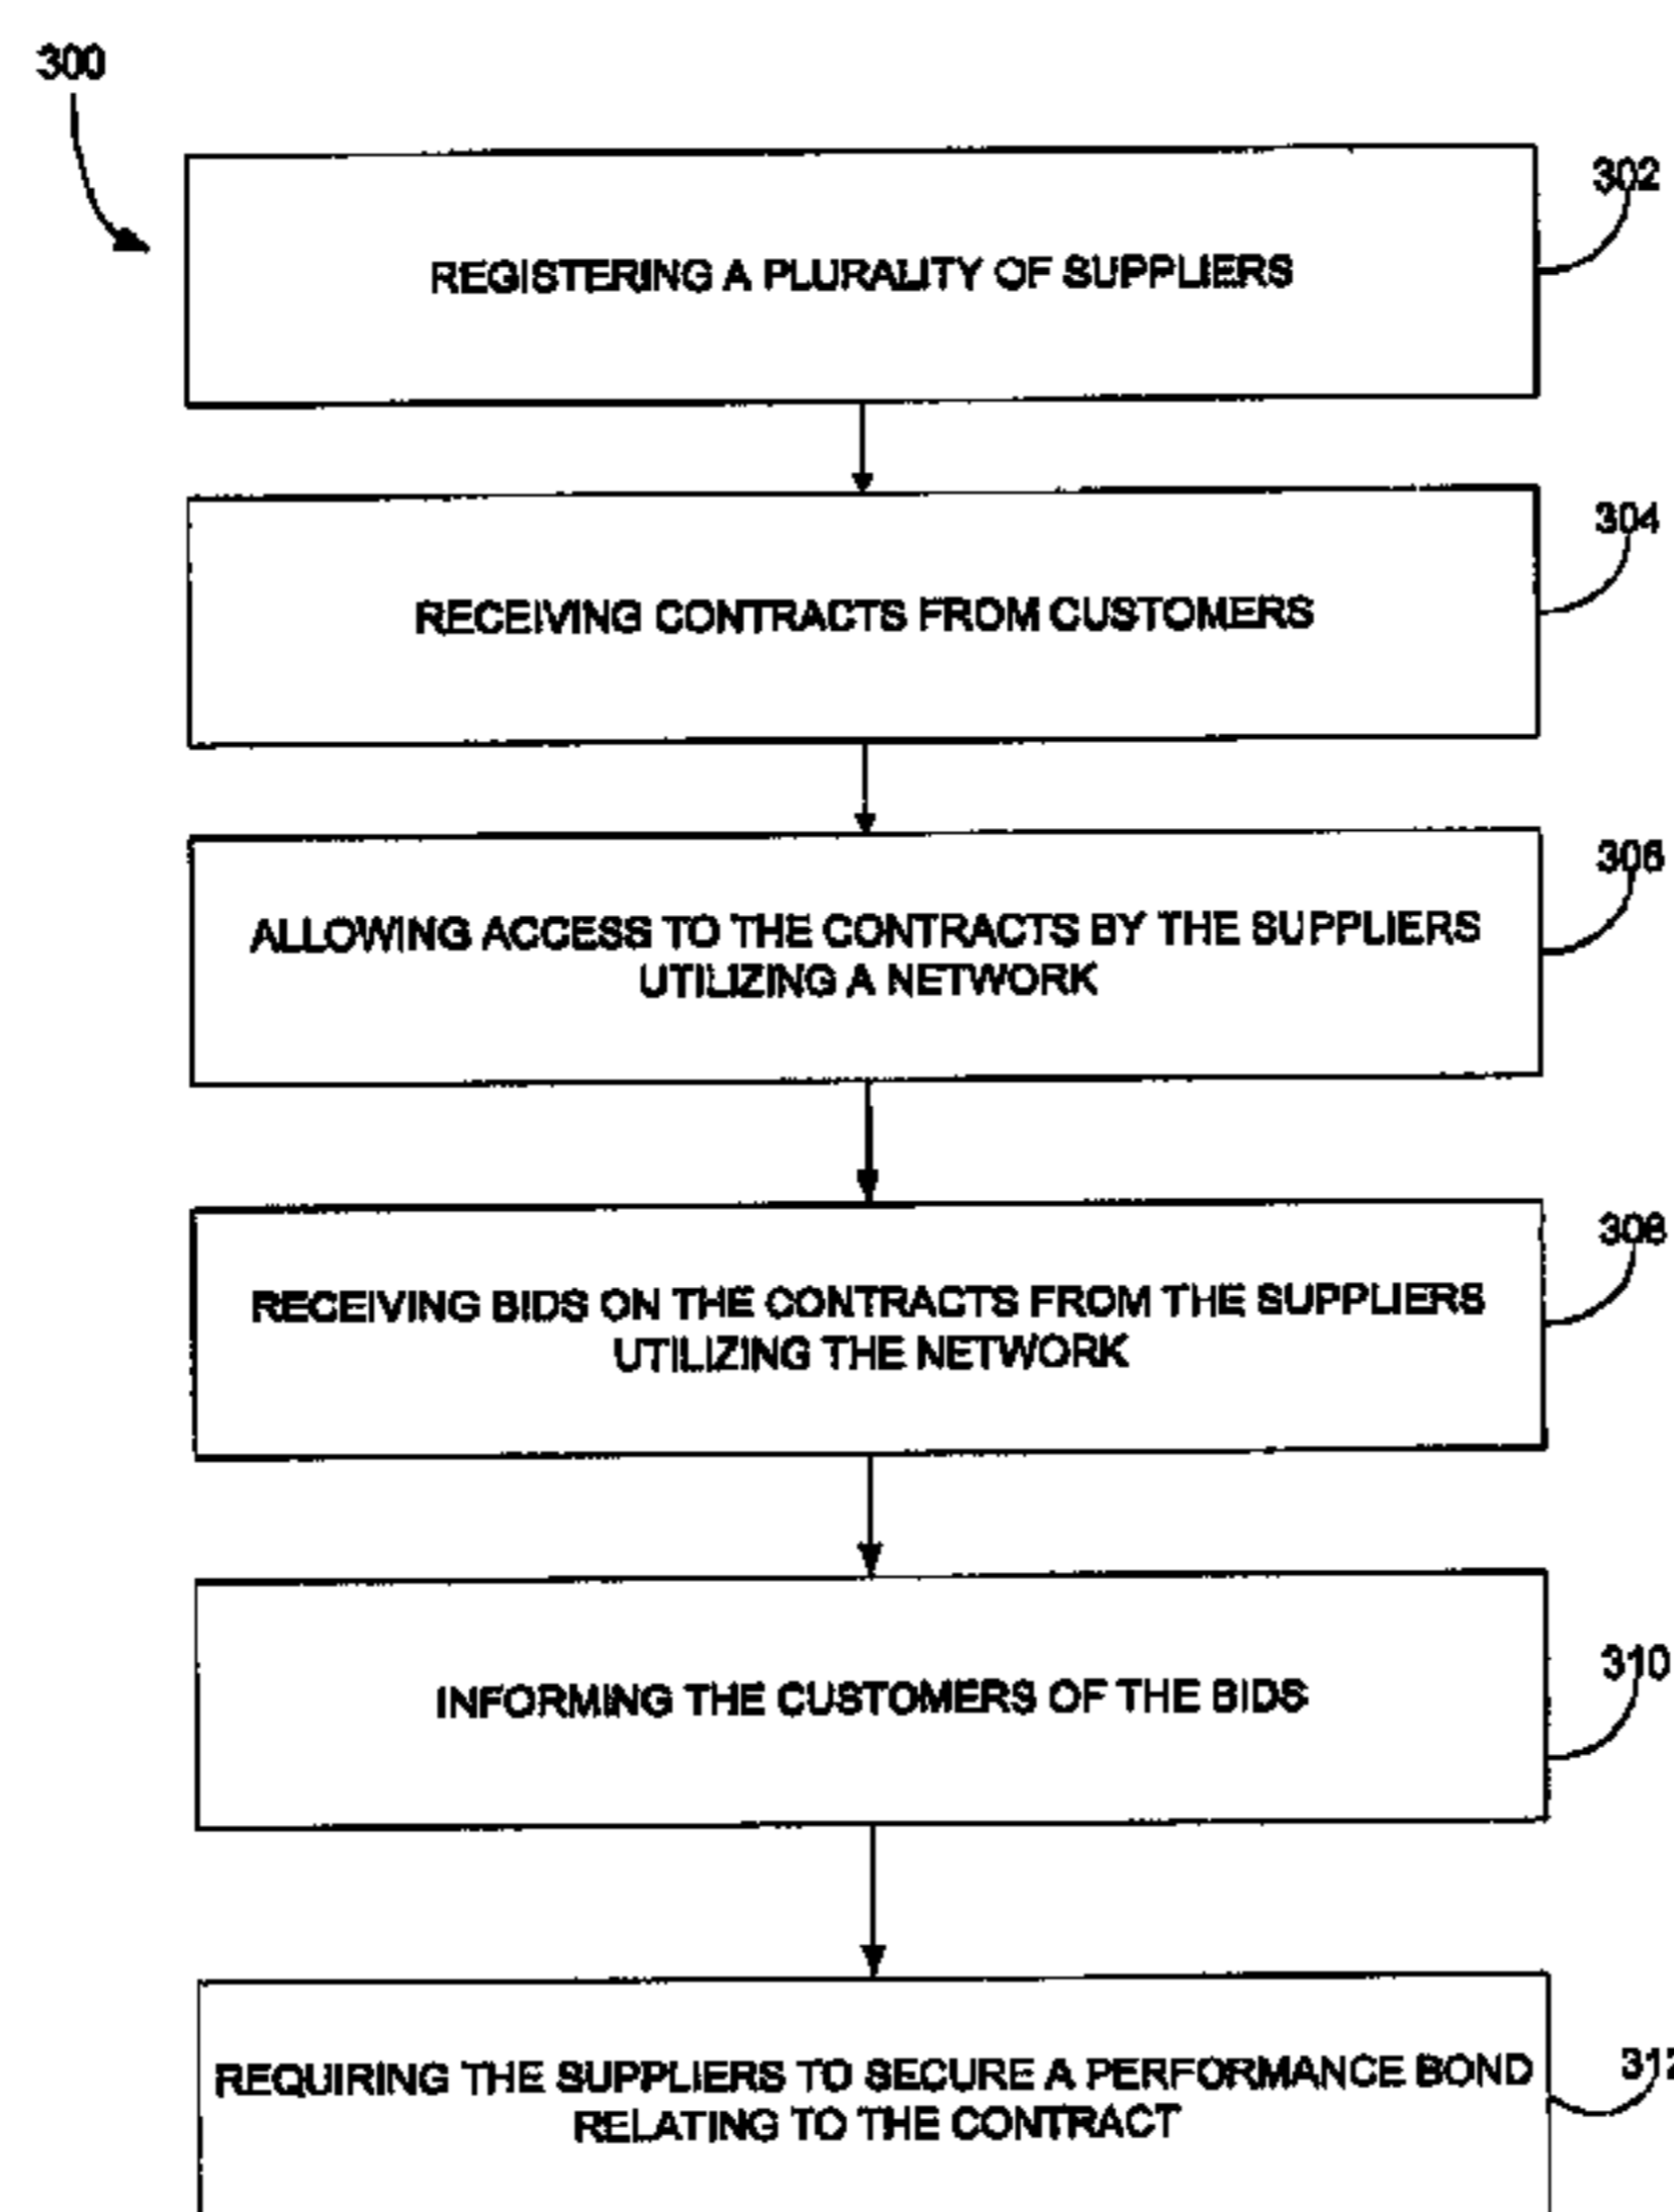 300
302
REGISTERING A PLURALITY OF SUPPLIERS
304
RECEIVING CONTRACTS FROM CUSTOMERS
306
ALLOWING ACCESS TO THE CONTRACTS BY THE SUPPLIERS
UTILIZING A NETWORK
308
RECEIVING BIDS ON THE CONTRACTS FROM THE SUPPLIERS
UTILIZING THE NETWORK
310
INFORMING THE CUSTOMERS OF THE BIDS
312
REQUIRING THE SUPPLIERS TO SECURE A PERFORMANCE BOND
RELATING TO THE CONTRACT